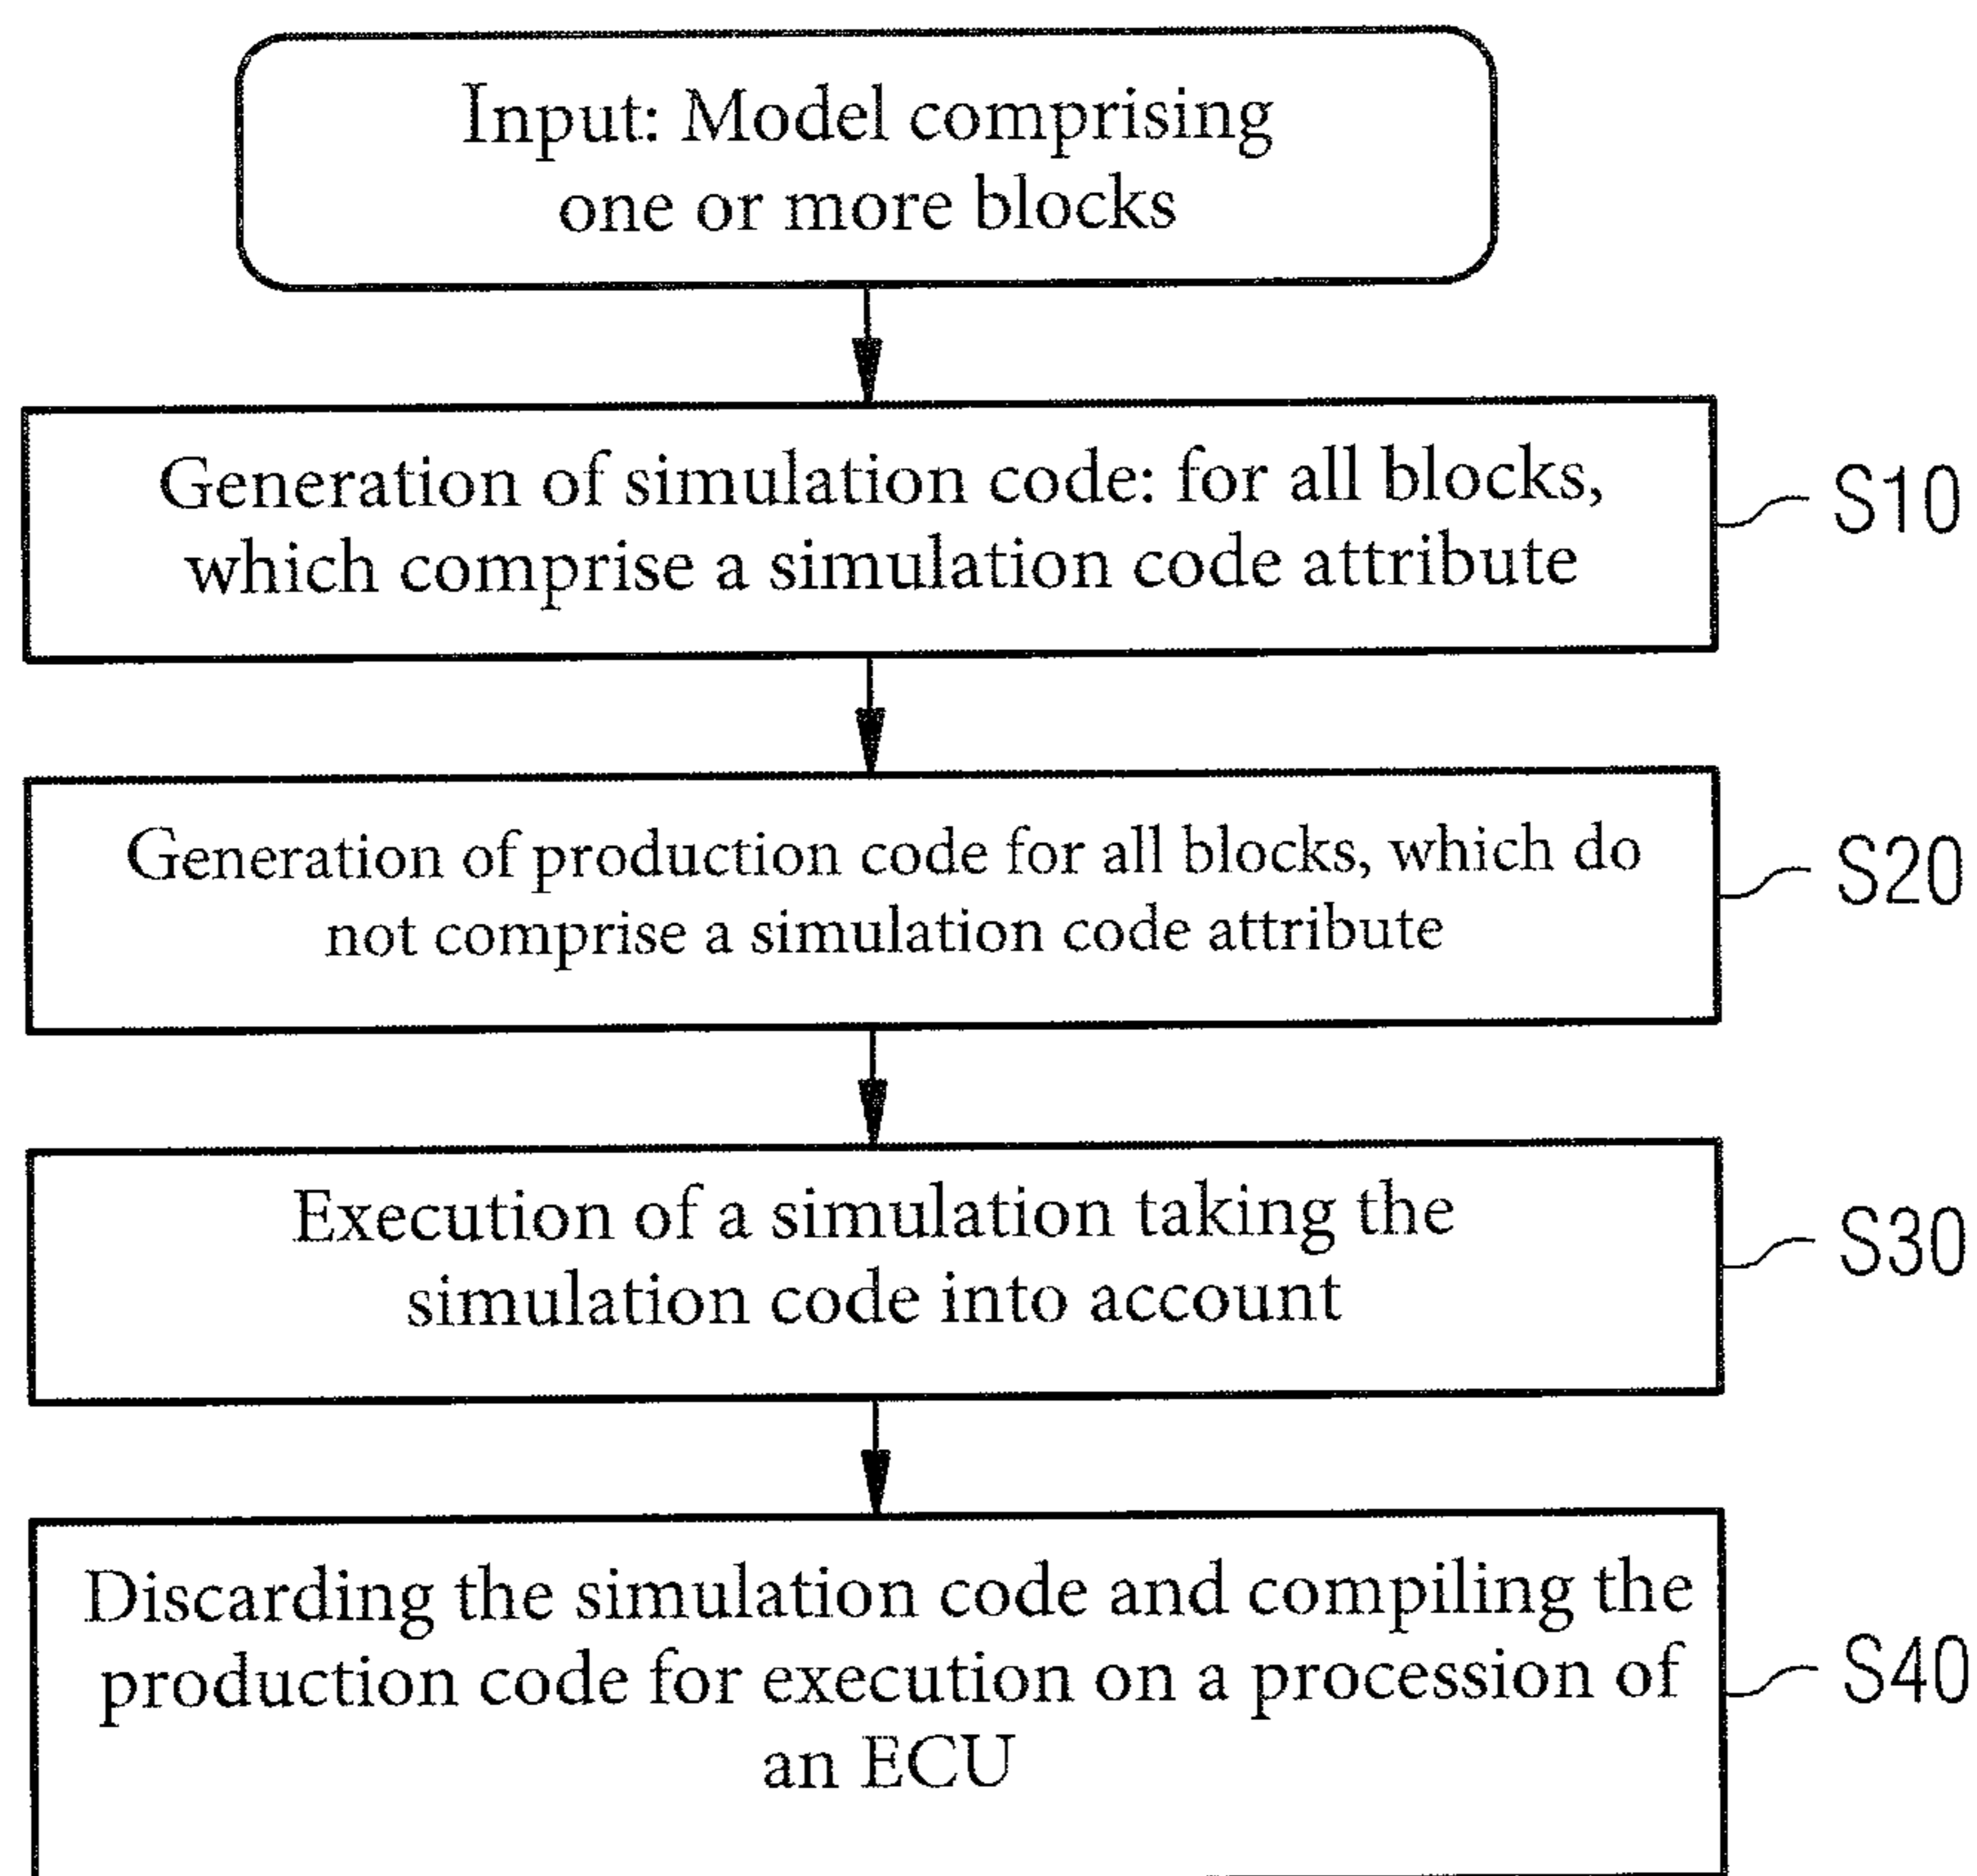 Input: Model comprising
one or more blocks
Generation of simulation code: for all blocks,
which comprise a simulation code attribute
S10
Generation of production code for all blocks, which do
not comprise a simulation code attribute
S20
Execution of a simulation taking the
simulation code into account
S30
Discarding the simulation code and compiling the
production code for execution on a procession of
an ECU
S40